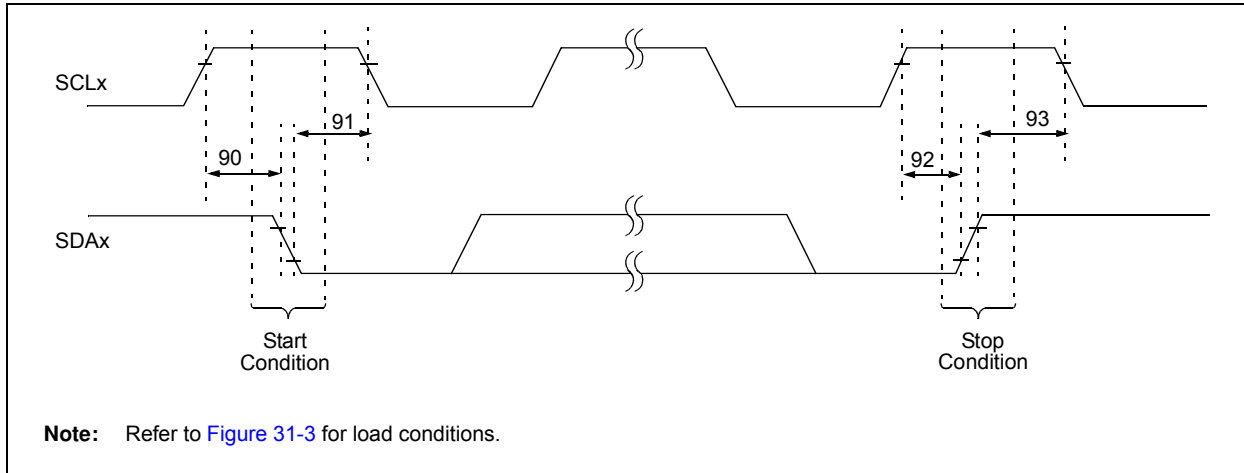 SCLx
91
93
90
92
SDAx
Start
Condition
Stop
Condition
Note: Refer to Figure 31-3 for load conditions.